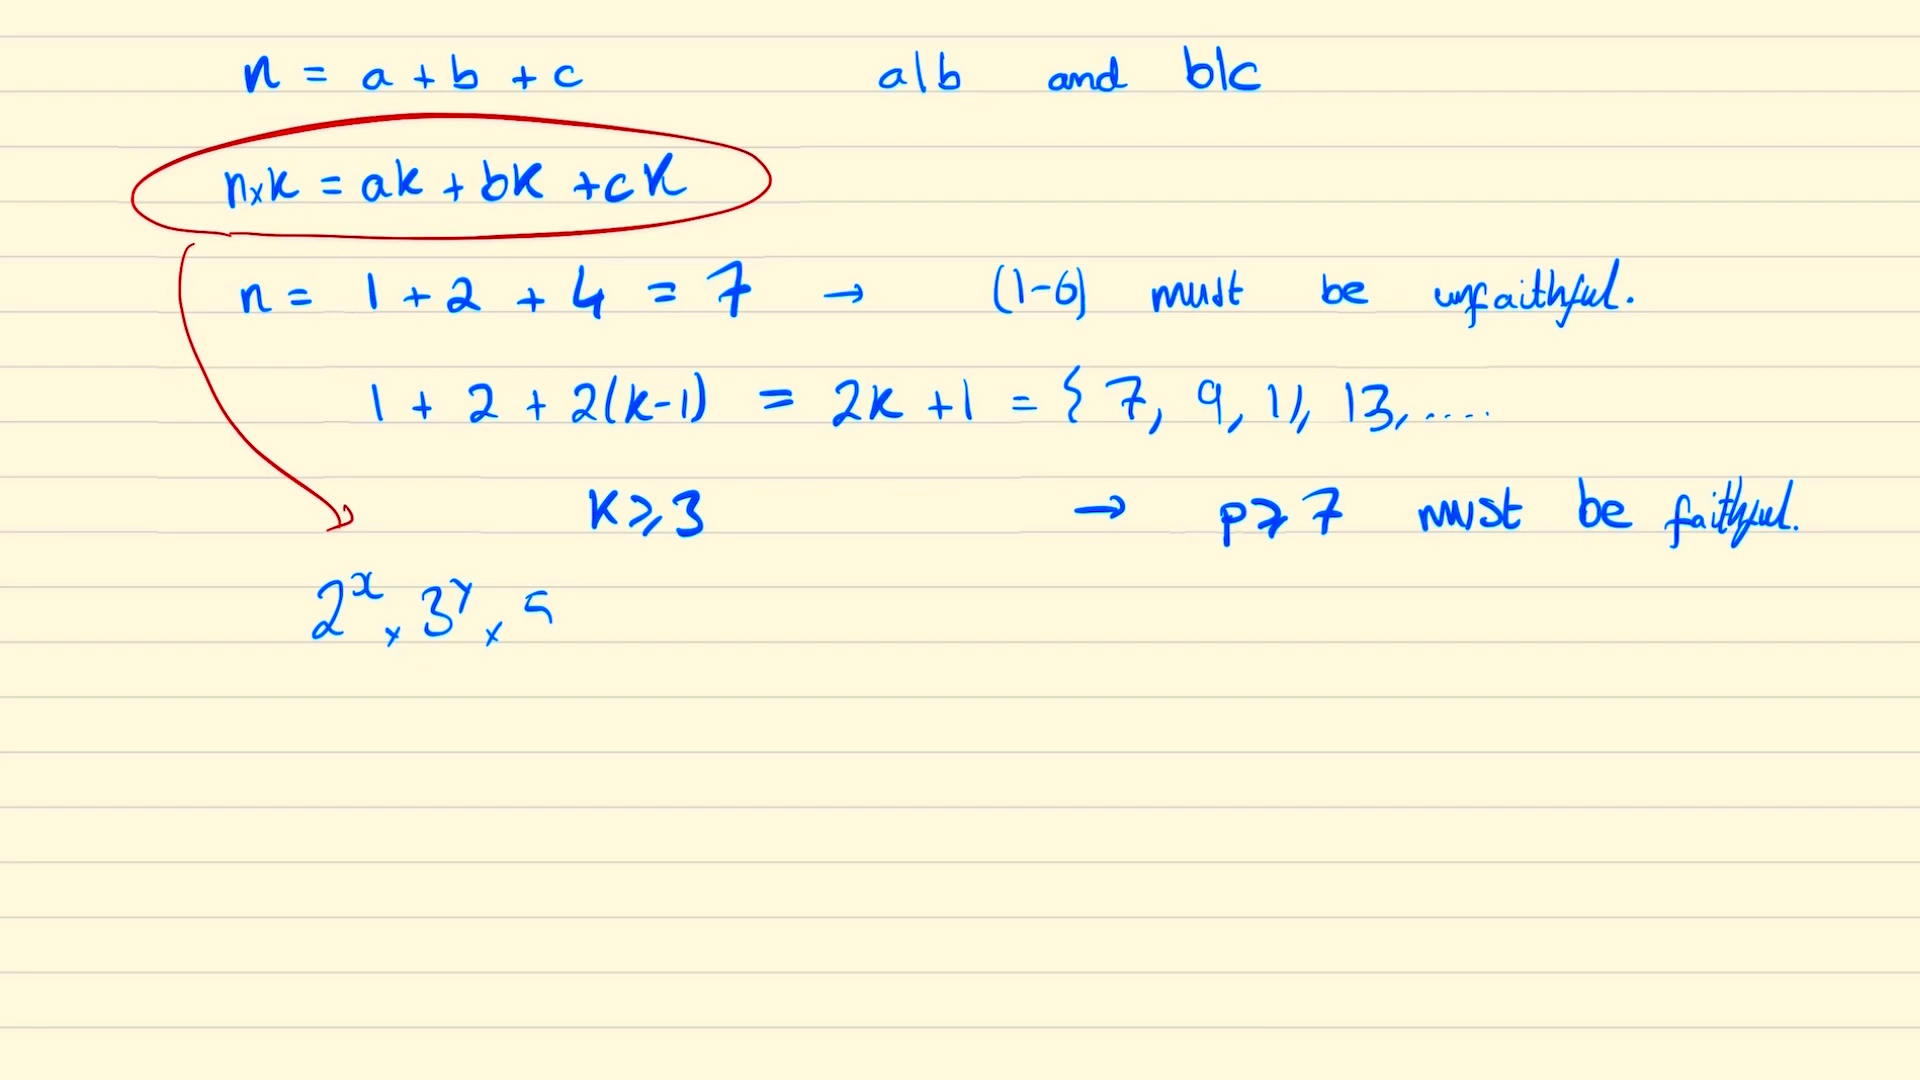 n = a + b + c a|b and b|c
n×k = ak + bk + ck
n = 1 + 2 + 4 = 7 → (1-6) must be unfaithful.
1 + 2 + 2(k-1) = 2k + 1 = { 7, 9, 11, 13, ....
k ⩾ 3 → p ⩾ 7 must be faithful.
2^x × 3^y × 5